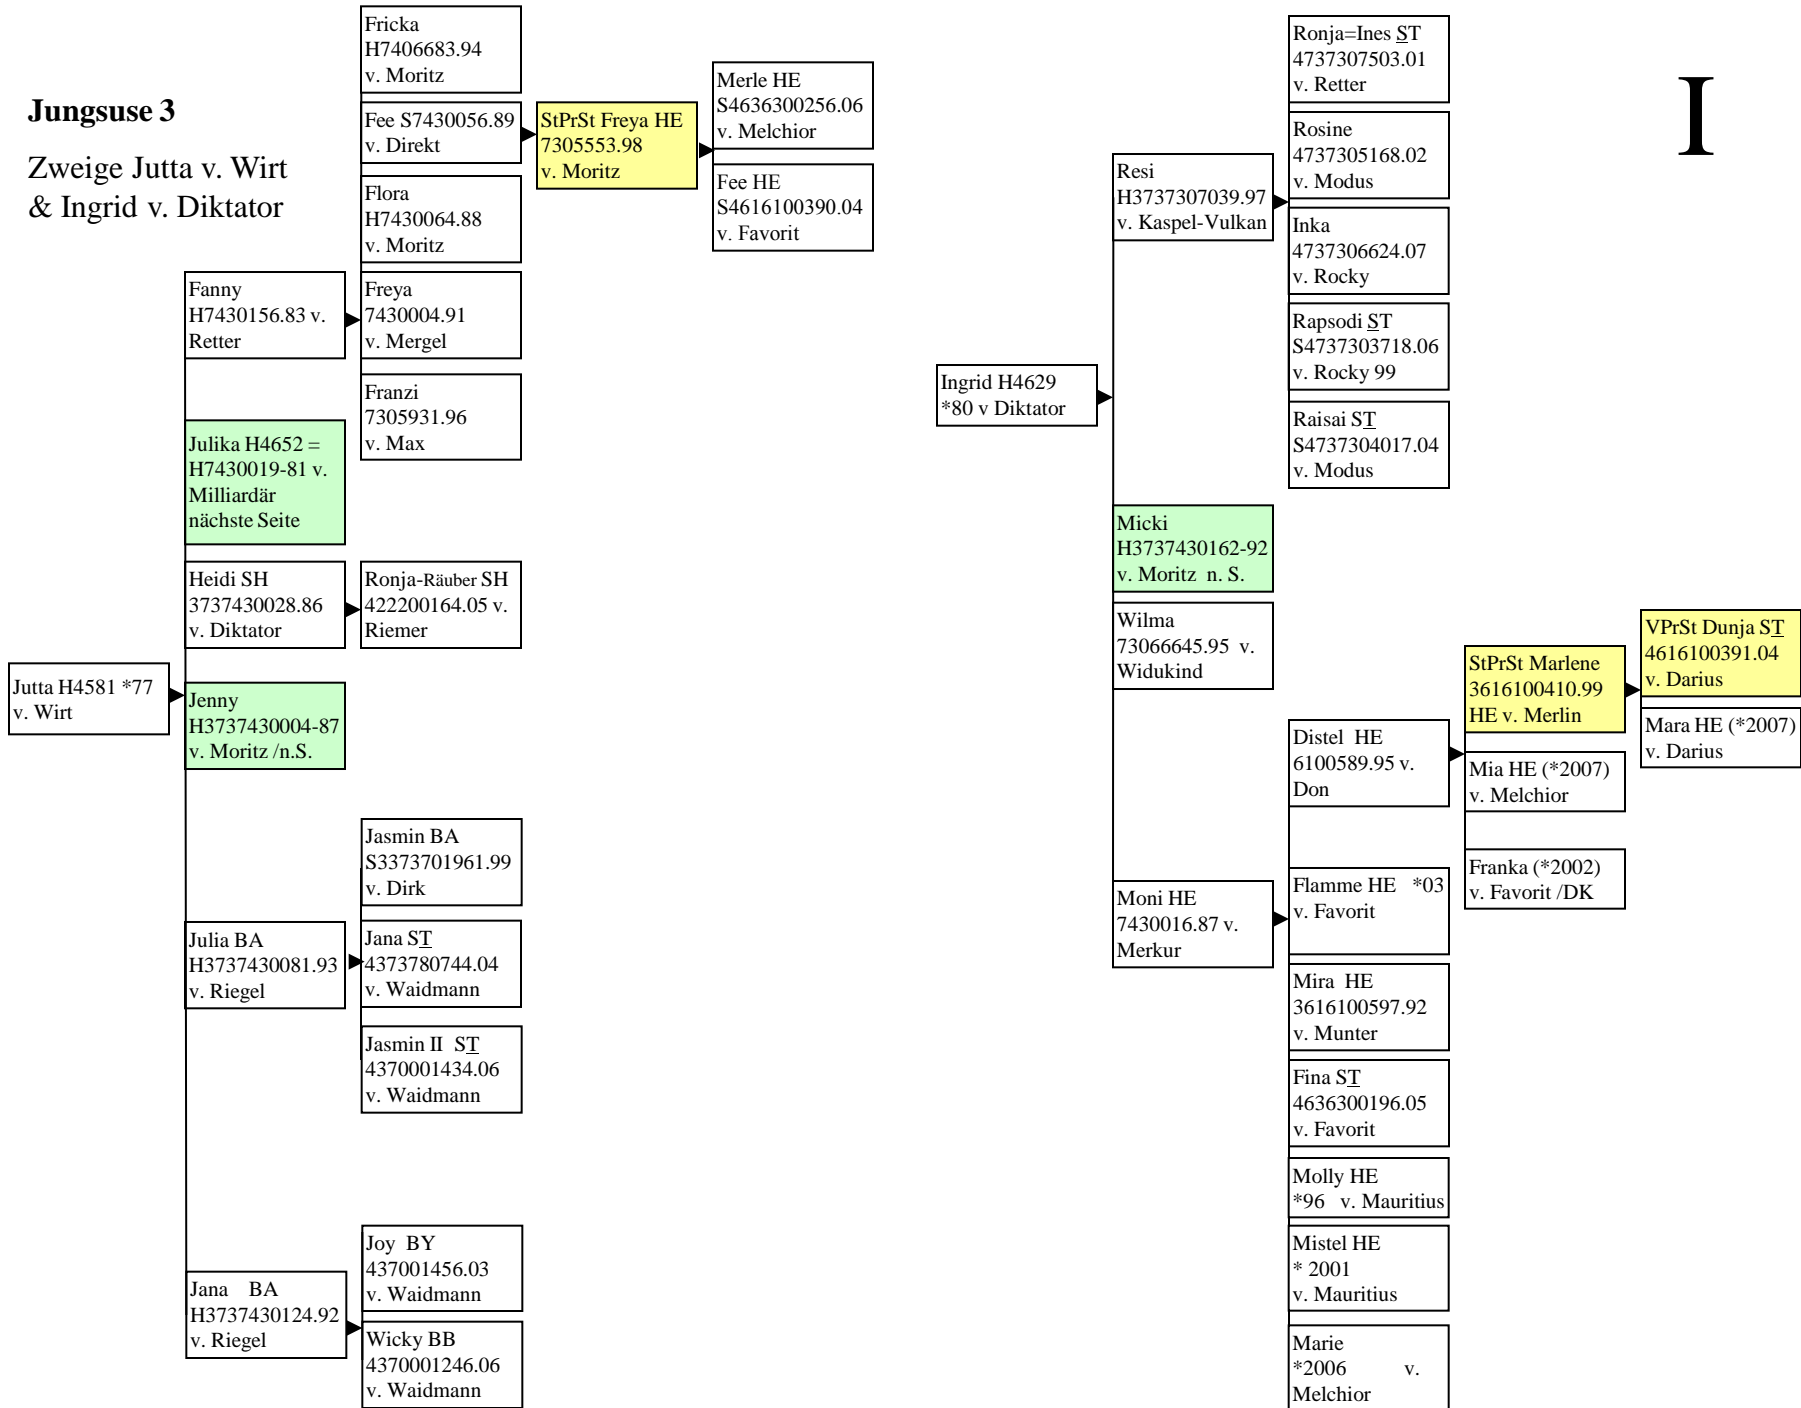 Jungsuse 3
Zweige Jutta v. Wirt
& Ingrid v. Diktator
I
Jutta H4581 *77
v. Wirt
Fanny
H7430156.83 v.
Retter
Julika H4652 =
H7430019-81 v.
Milliardär
nächste Seite
Heidi SH
3737430028.86
v. Diktator
Jenny
H3737430004-87
v. Moritz /n.S.
Julia BA
H3737430081.93
v. Riegel
Jana BA
H3737430124.92
v. Riegel
Fricka
H7406683.94
v. Moritz
Fee S7430056.89
v. Direkt
Flora
H7430064.88
v. Moritz
Freya
7430004.91
v. Mergel
Franzi
7305931.96
v. Max
Ronja-Räuber SH
422200164.05 v.
Riemer
Jasmin BA
S3373701961.99
v. Dirk
Jana ST
4373780744.04
v. Waidmann
Jasmin II ST
4370001434.06
v. Waidmann
Joy BY
437001456.03
v. Waidmann
Wicky BB
4370001246.06
v. Waidmann
StPrSt Freya HE
7305553.98
v. Moritz
Merle HE
S4636300256.06
v. Melchior
Fee HE
S4616100390.04
v. Favorit
Ingrid H4629
*80 v Diktator
Resi
H3737307039.97
v. Kaspel-Vulkan
Micki
H3737430162-92
v. Moritz n. S.
Wilma
73066645.95 v.
Widukind
Moni HE
7430016.87 v.
Merkur
Ronja=Ines ST
4737307503.01
v. Retter
Rosine
4737305168.02
v. Modus
Inka
4737306624.07
v. Rocky
Rapsodi ST
S4737303718.06
v. Rocky 99
Raisai ST
S4737304017.04
v. Modus
Distel HE
6100589.95 v.
Don
Flamme HE *03
v. Favorit
Mira HE
3616100597.92
v. Munter
Fina ST
4636300196.05
v. Favorit
Molly HE
*96 v. Mauritius
Mistel HE
* 2001
v. Mauritius
Marie
*2006 v.
Melchior
StPrSt Marlene
3616100410.99
HE v. Merlin
Mia HE (*2007)
v. Melchior
Franka (*2002)
v. Favorit /DK
VPrSt Dunja ST
4616100391.04
v. Darius
Mara HE (*2007)
v. Darius